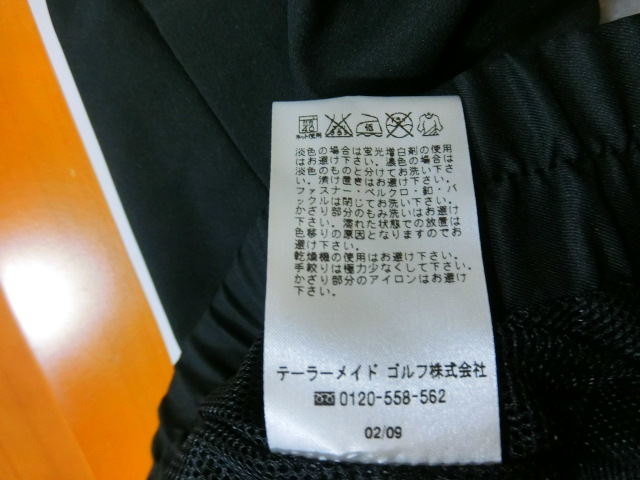 ネット使用
淡色の場合は蛍光増白剤の使用
はお避け下さい。濃色の場合は
淡色のものと分けてお洗い下さ
い。漬け置きはお避け下さい。
ファスナー・ベルクロ・釦・バ
ックルは閉じてお洗い下さい。
かざり部分のもみ洗いはお避け
下さい。濡れた状態での放置は
色移りの原因となりますのでお
避け下さい。
乾燥機の使用はお避け下さい。
手絞りは極力少なくして下さい。
かざり部分のアイロンはお避け
下さい。
テーラーメイド ゴルフ株式会社
0120-558-562
02/09